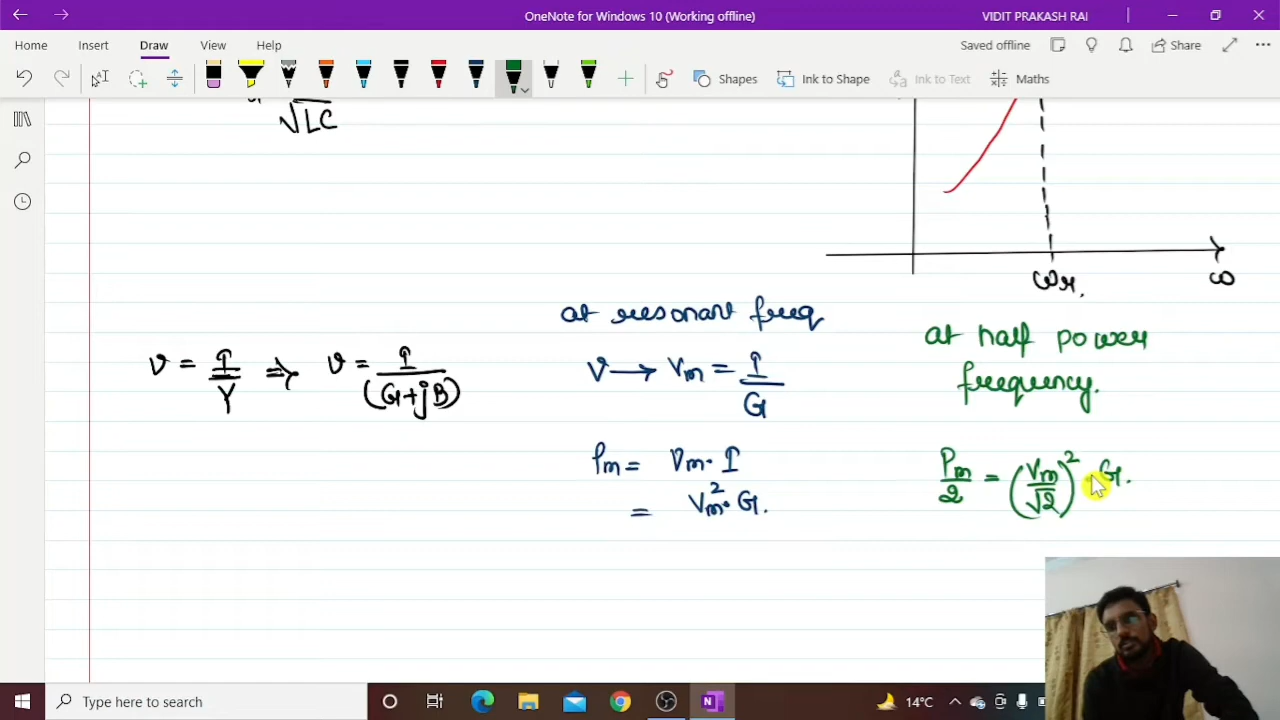 OneNote for Windows 10 (Working offline)
VIDIT PRAKASH RAI
Home Insert Draw View Help
Saved offline
Share
Shapes
Ink to Shape
Ink to Text
Maths
√LC
ωr.
ω
at resonant freq
at half power
frequency.
V = I/Y ⇒ V = I/(G+jB)
V → Vm = I/G
Pm = Vm · I
= Vm² · G.
Pm/2 = (Vm/√2)² · G.
Type here to search
14°C